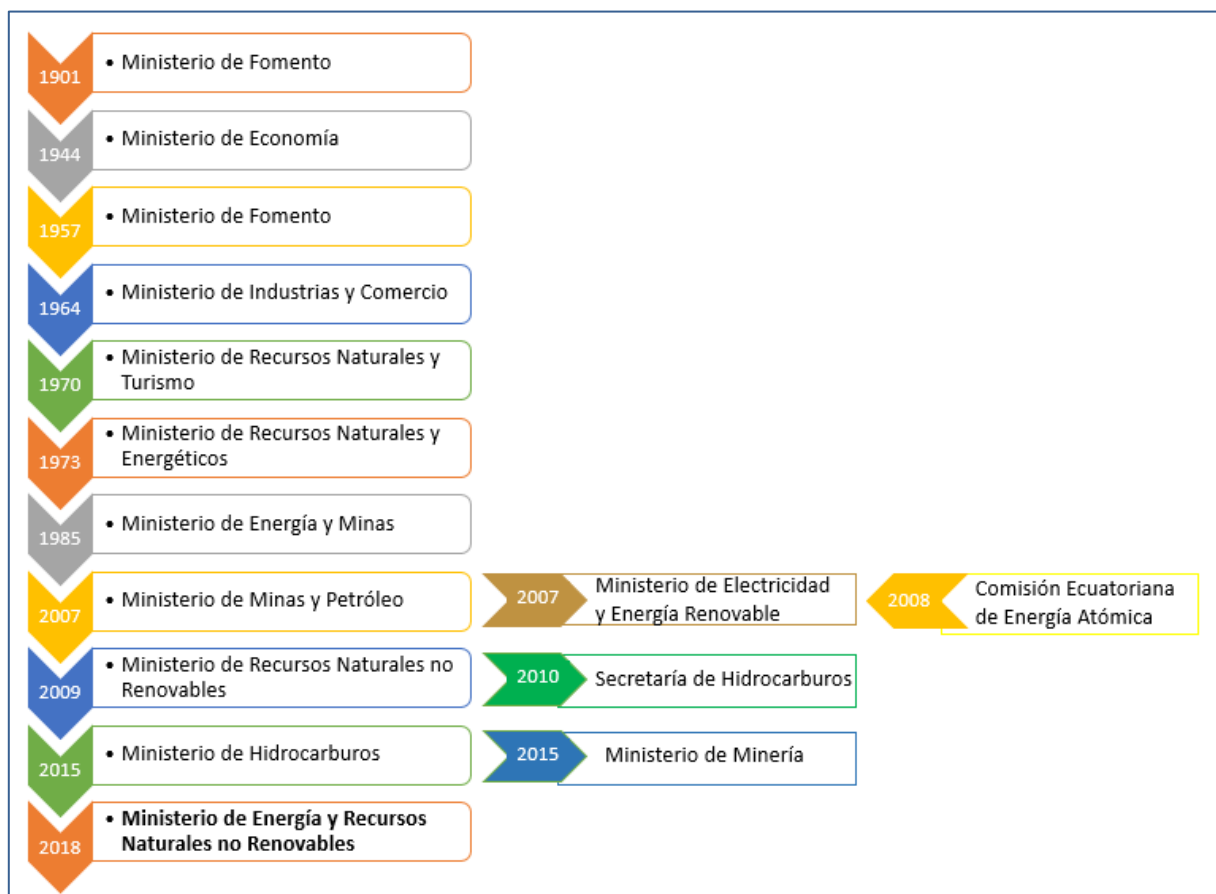 1901
• Ministerio de Fomento
1944
• Ministerio de Economía
1957
• Ministerio de Fomento
1964
• Ministerio de Industrias y Comercio
1970
• Ministerio de Recursos Naturales y
Turismo
1973
• Ministerio de Recursos Naturales y
Energéticos
1985
• Ministerio de Energía y Minas
2007
• Ministerio de Minas y Petróleo
2007
Ministerio de Electricidad
y Energía Renovable
2008
Comisión Ecuatoriana
de Energía Atómica
2009
• Ministerio de Recursos Naturales no
Renovables
2010
Secretaría de Hidrocarburos
2015
• Ministerio de Hidrocarburos
2015
Ministerio de Minería
2018
• Ministerio de Energía y Recursos
Naturales no Renovables